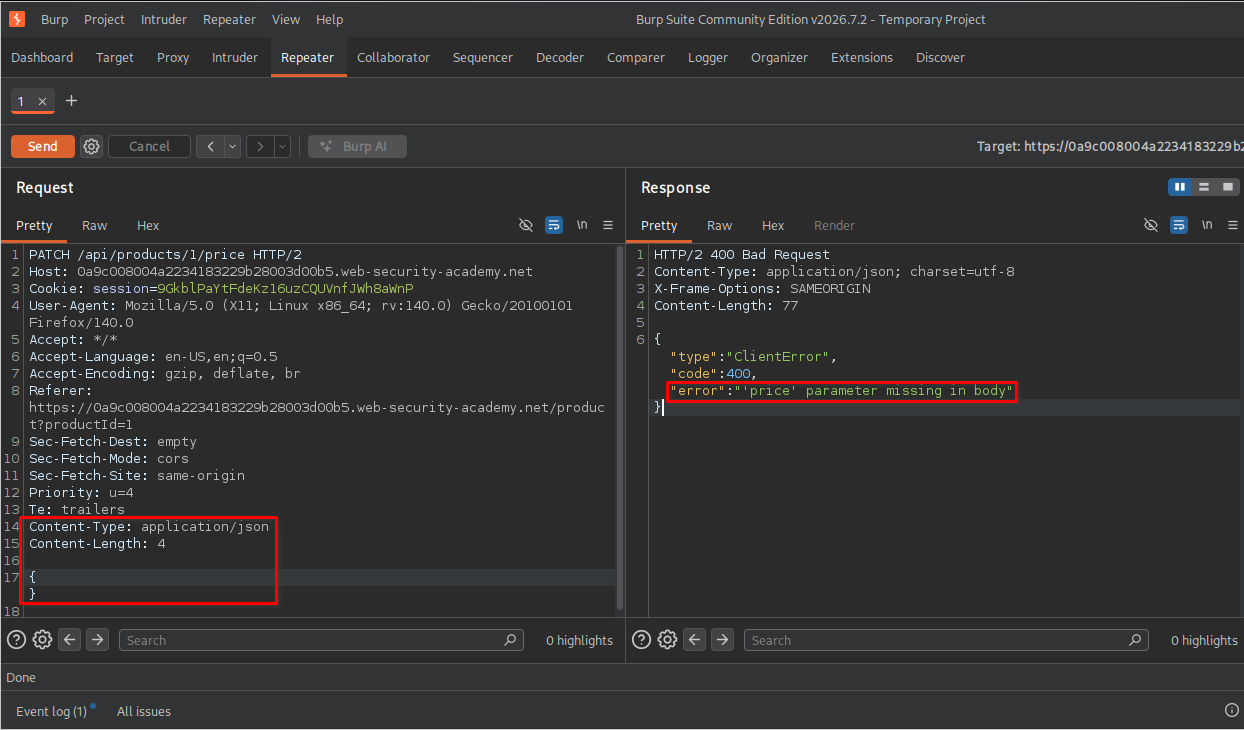 Burp Project Intruder Repeater View Help Burp Suite Community Edition v2026.7.2 - Temporary Project
Dashboard Target Proxy Intruder Repeater Collaborator Sequencer Decoder Comparer Logger Organizer Extensions Discover
1 × +
Send Cancel < > Burp AI Target: https://0a9c008004a2234183229b2
Request
Pretty Raw Hex \n
1 PATCH /api/products/1/price HTTP/2
2 Host: 0a9c008004a2234183229b28003d00b5.web-security-academy.net
3 Cookie: session=9GkblPaYtFdeKz16uzCQUVnfJWh8aWnP
4 User-Agent: Mozilla/5.0 (X11; Linux x86_64; rv:140.0) Gecko/20100101
Firefox/140.0
5 Accept: */*
6 Accept-Language: en-US,en;q=0.5
7 Accept-Encoding: gzip, deflate, br
8 Referer:
https://0a9c008004a2234183229b28003d00b5.web-security-academy.net/produc
t?productId=1
9 Sec-Fetch-Dest: empty
10 Sec-Fetch-Mode: cors
11 Sec-Fetch-Site: same-origin
12 Priority: u=4
13 Te: trailers
14 Content-Type: application/json
15 Content-Length: 4
16
17 {
}
18
Search 0 highlights
Response
Pretty Raw Hex Render \n
1 HTTP/2 400 Bad Request
2 Content-Type: application/json; charset=utf-8
3 X-Frame-Options: SAMEORIGIN
4 Content-Length: 77
5
6 {
"type":"ClientError",
"code":400,
"error":"'price' parameter missing in body"
}
Search 0 highlights
Done
Event log (1) All issues